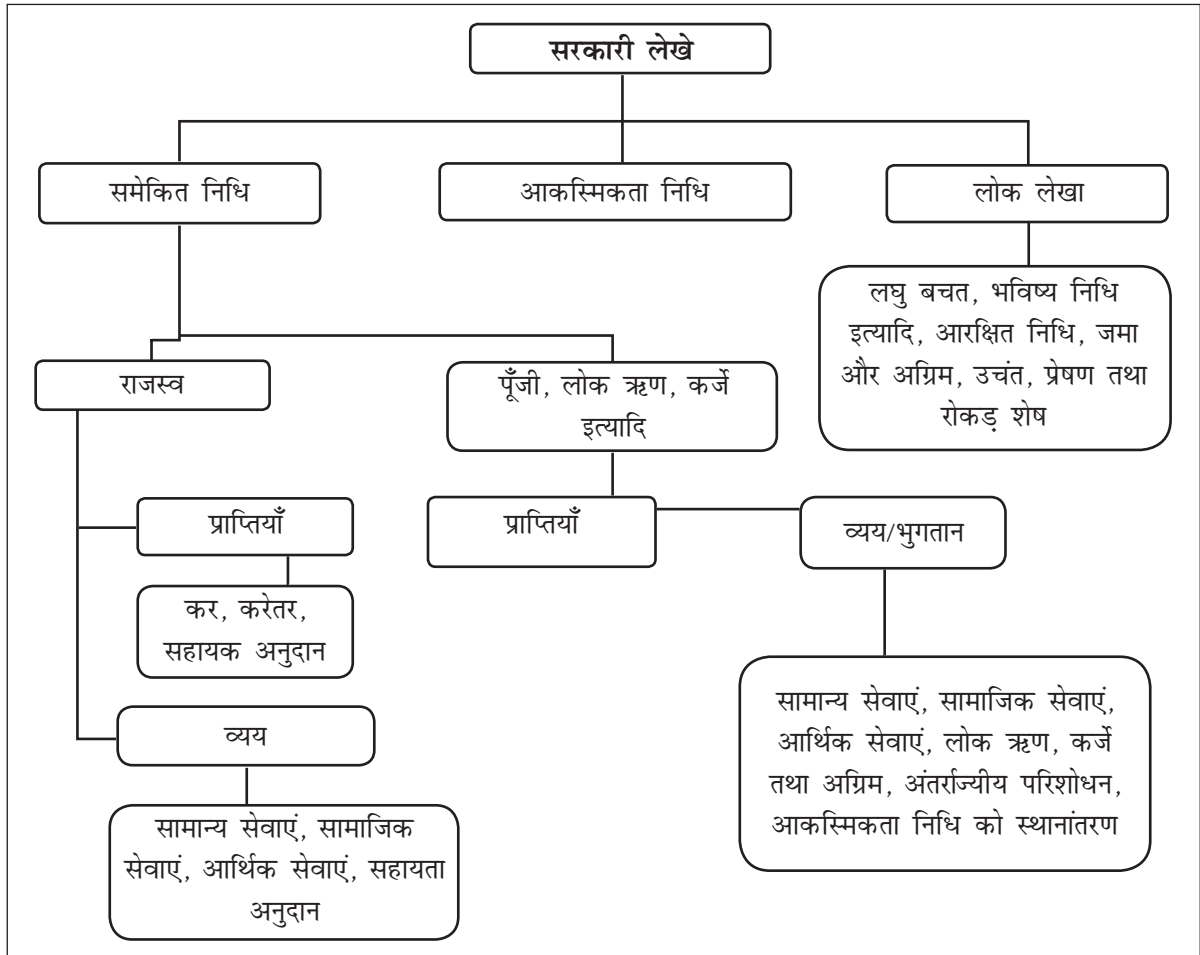 सरकारी लेखे
समेकित निधि
आकस्मिकता निधि
लोक लेखा
लघु बचत, भविष्य निधि
इत्यादि, आरक्षित निधि, जमा
और अग्रिम, उचंत, प्रेषण तथा
रोकड़ शेष
राजस्व
पूँजी, लोक ऋण, कर्जे
इत्यादि
प्राप्तियाँ
कर, करेतर,
सहायक अनुदान
व्यय
सामान्य सेवाएं, सामाजिक
सेवाएं, आर्थिक सेवाएं, सहायता
अनुदान
प्राप्तियाँ
व्यय/भुगतान
सामान्य सेवाएं, सामाजिक सेवाएं,
आर्थिक सेवाएं, लोक ऋण, कर्जे
तथा अग्रिम, अंतर्राज्यीय परिशोधन,
आकस्मिकता निधि को स्थानांतरण